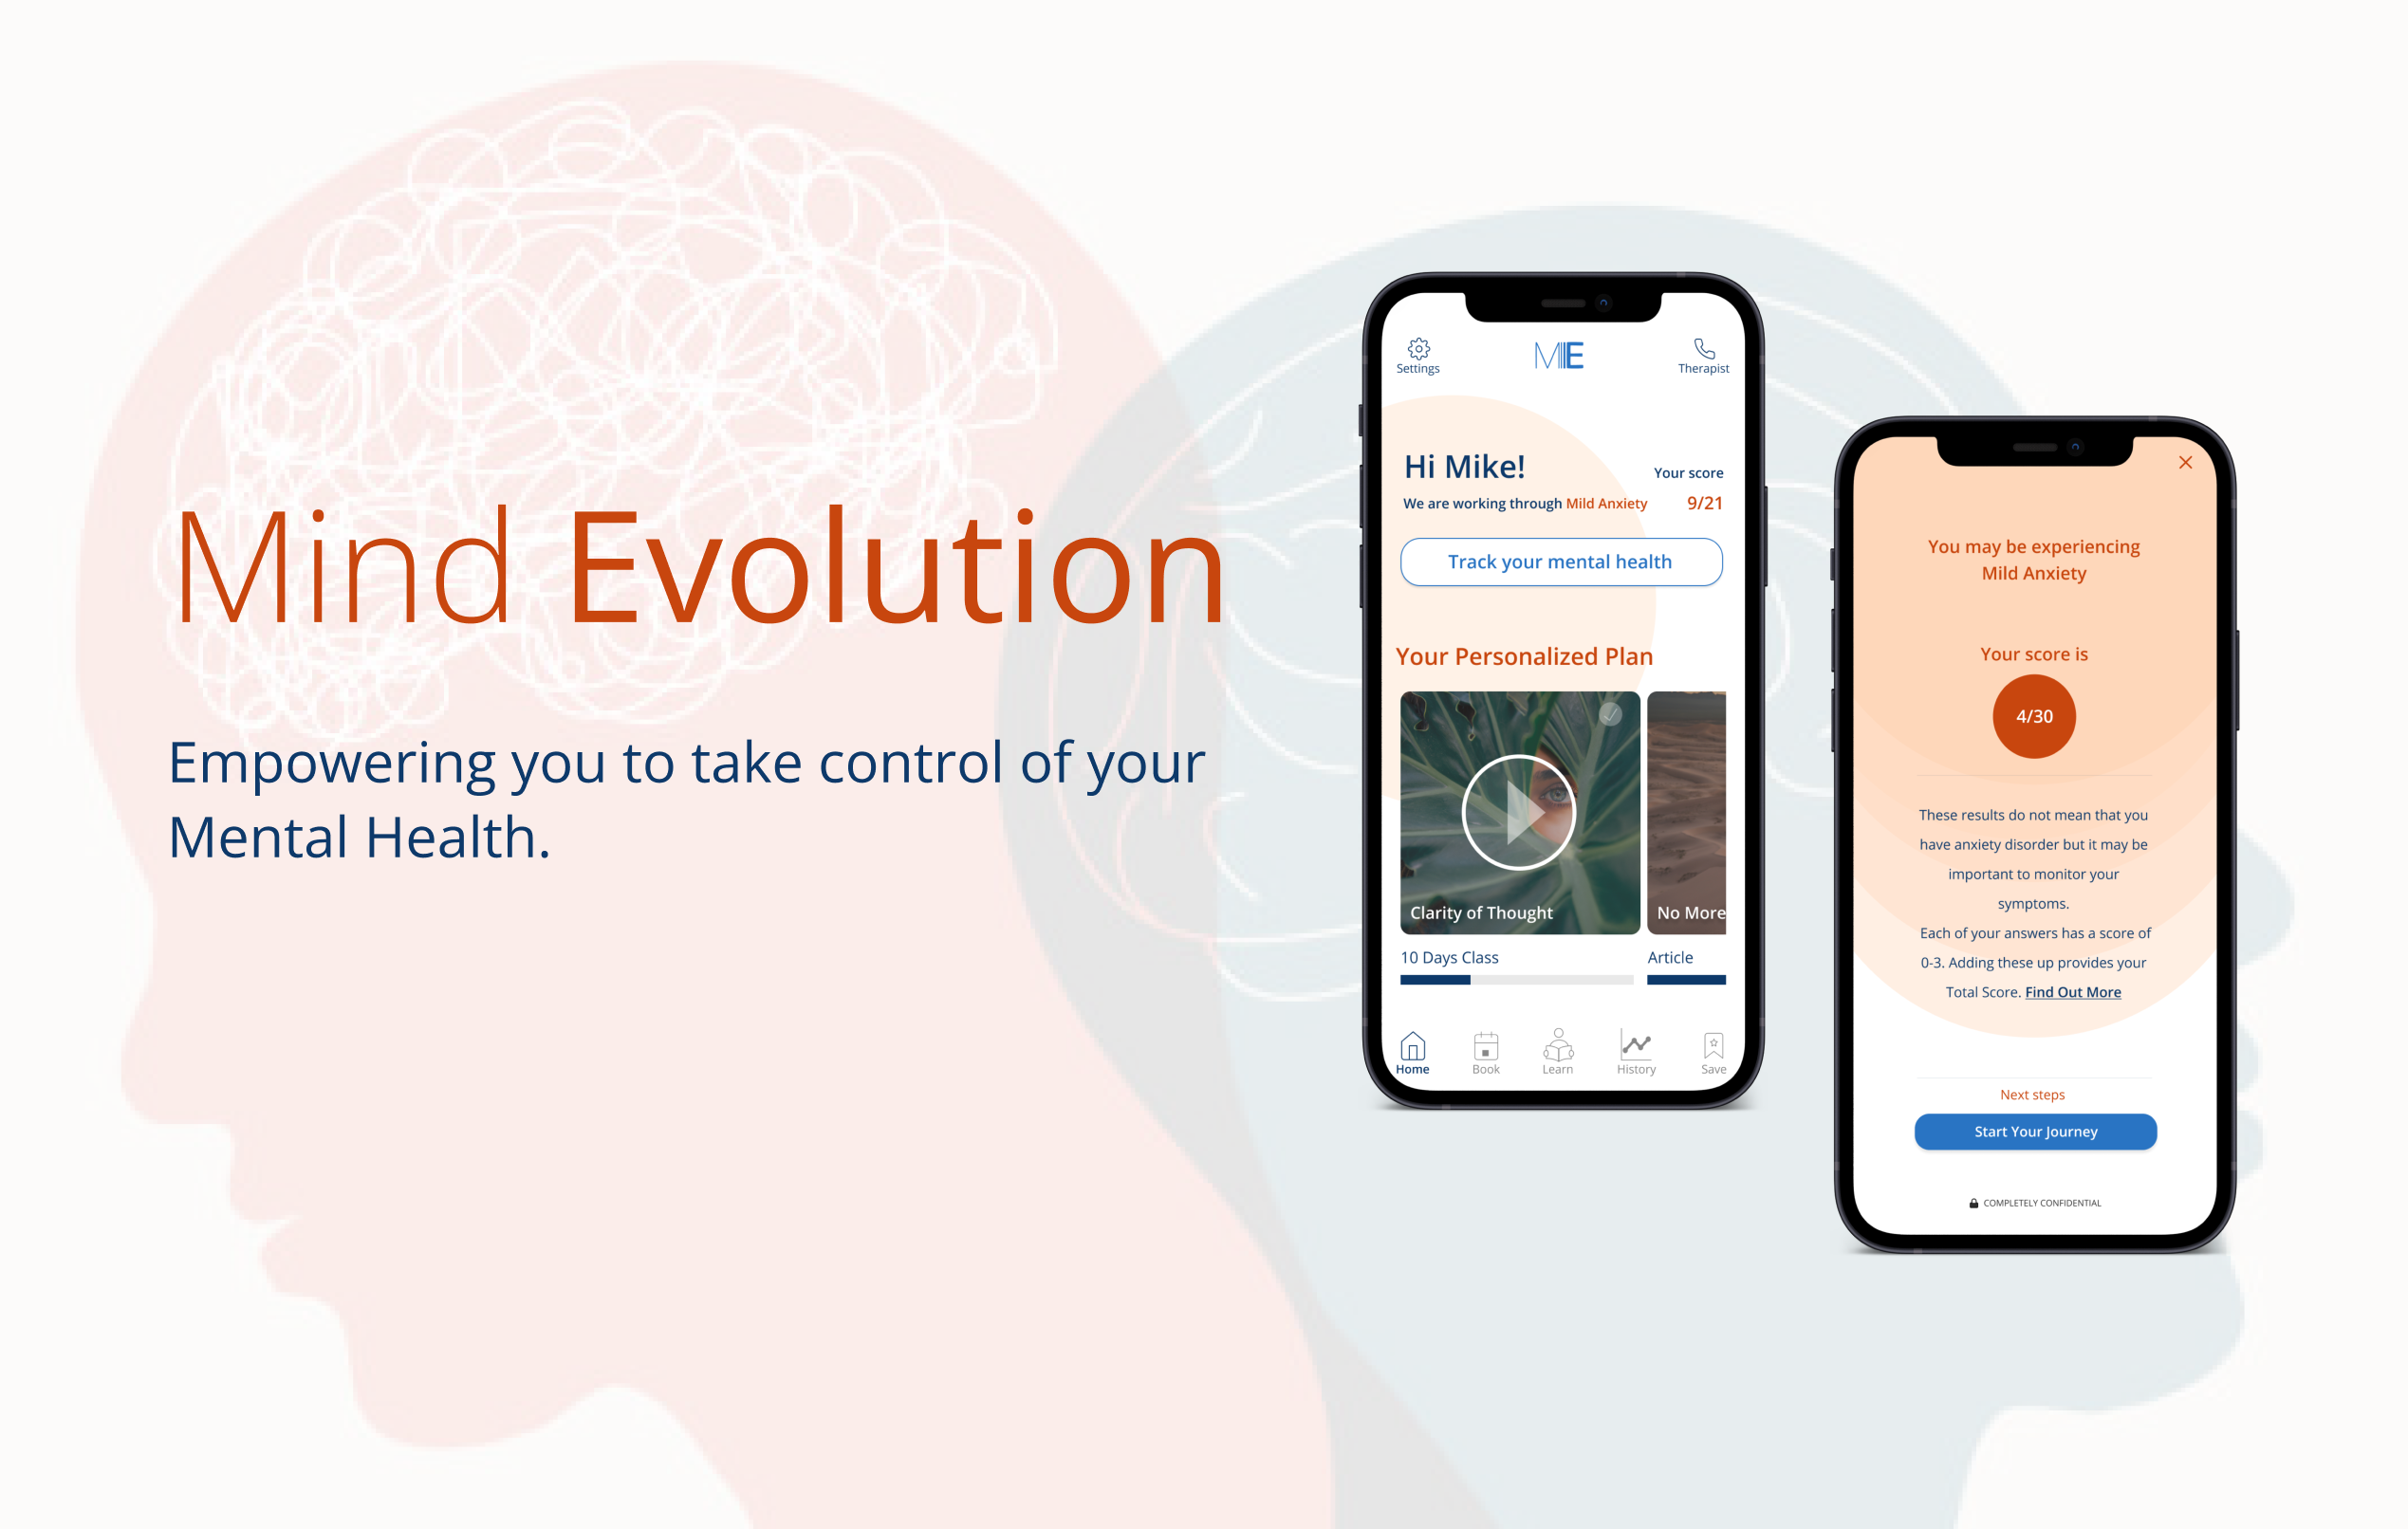 Mind Evolution
Empowering you to take control of your
Mental Health.
Settings
ME
Therapist
Hi Mike!
Your score
We are working through Mild Anxiety
9/21
Track your mental health
Your Personalized Plan
Clarity of Thought
No More
10 Days Class
Article
Home
Book
Learn
History
Save
You may be experiencing
Mild Anxiety
Your score is
4/30
These results do not mean that you
have anxiety disorder but it may be
important to monitor your
symptoms.
Each of your answers has a score of
0-3. Adding these up provides your
Total Score. Find Out More
Next steps
Start Your Journey
COMPLETELY CONFIDENTIAL